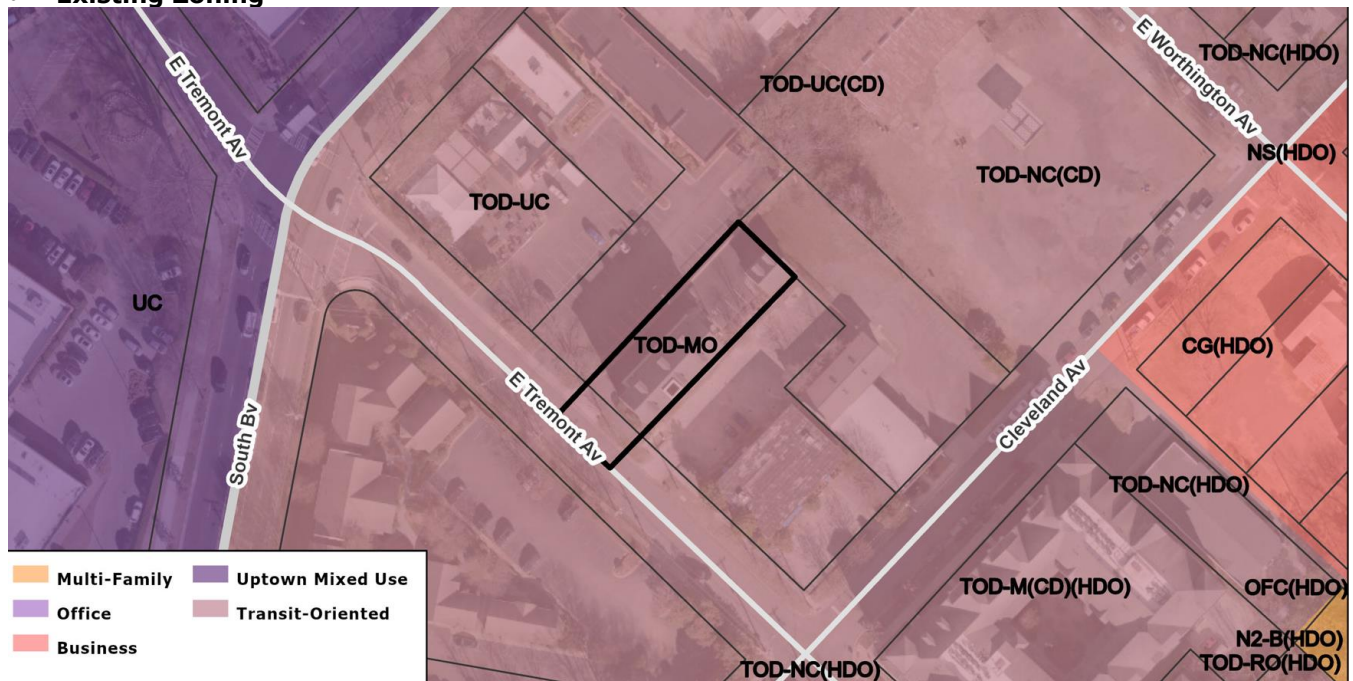 Existing Zoning
E Tremont Av
E Worthington Av
TOD-NC(HDO)
TOD-UC(CD)
NS(HDO)
TOD-NC(CD)
TOD-UC
UC
TOD-MO
CG(HDO)
E Tremont Av
South Bv
Cleveland Av
TOD-NC(HDO)
TOD-M(CD)(HDO)
OFC(HDO)
N2-B(HDO)
TOD-RO(HDO)
TOD-NC(HDO)
Multi-Family
Uptown Mixed Use
Office
Transit-Oriented
Business